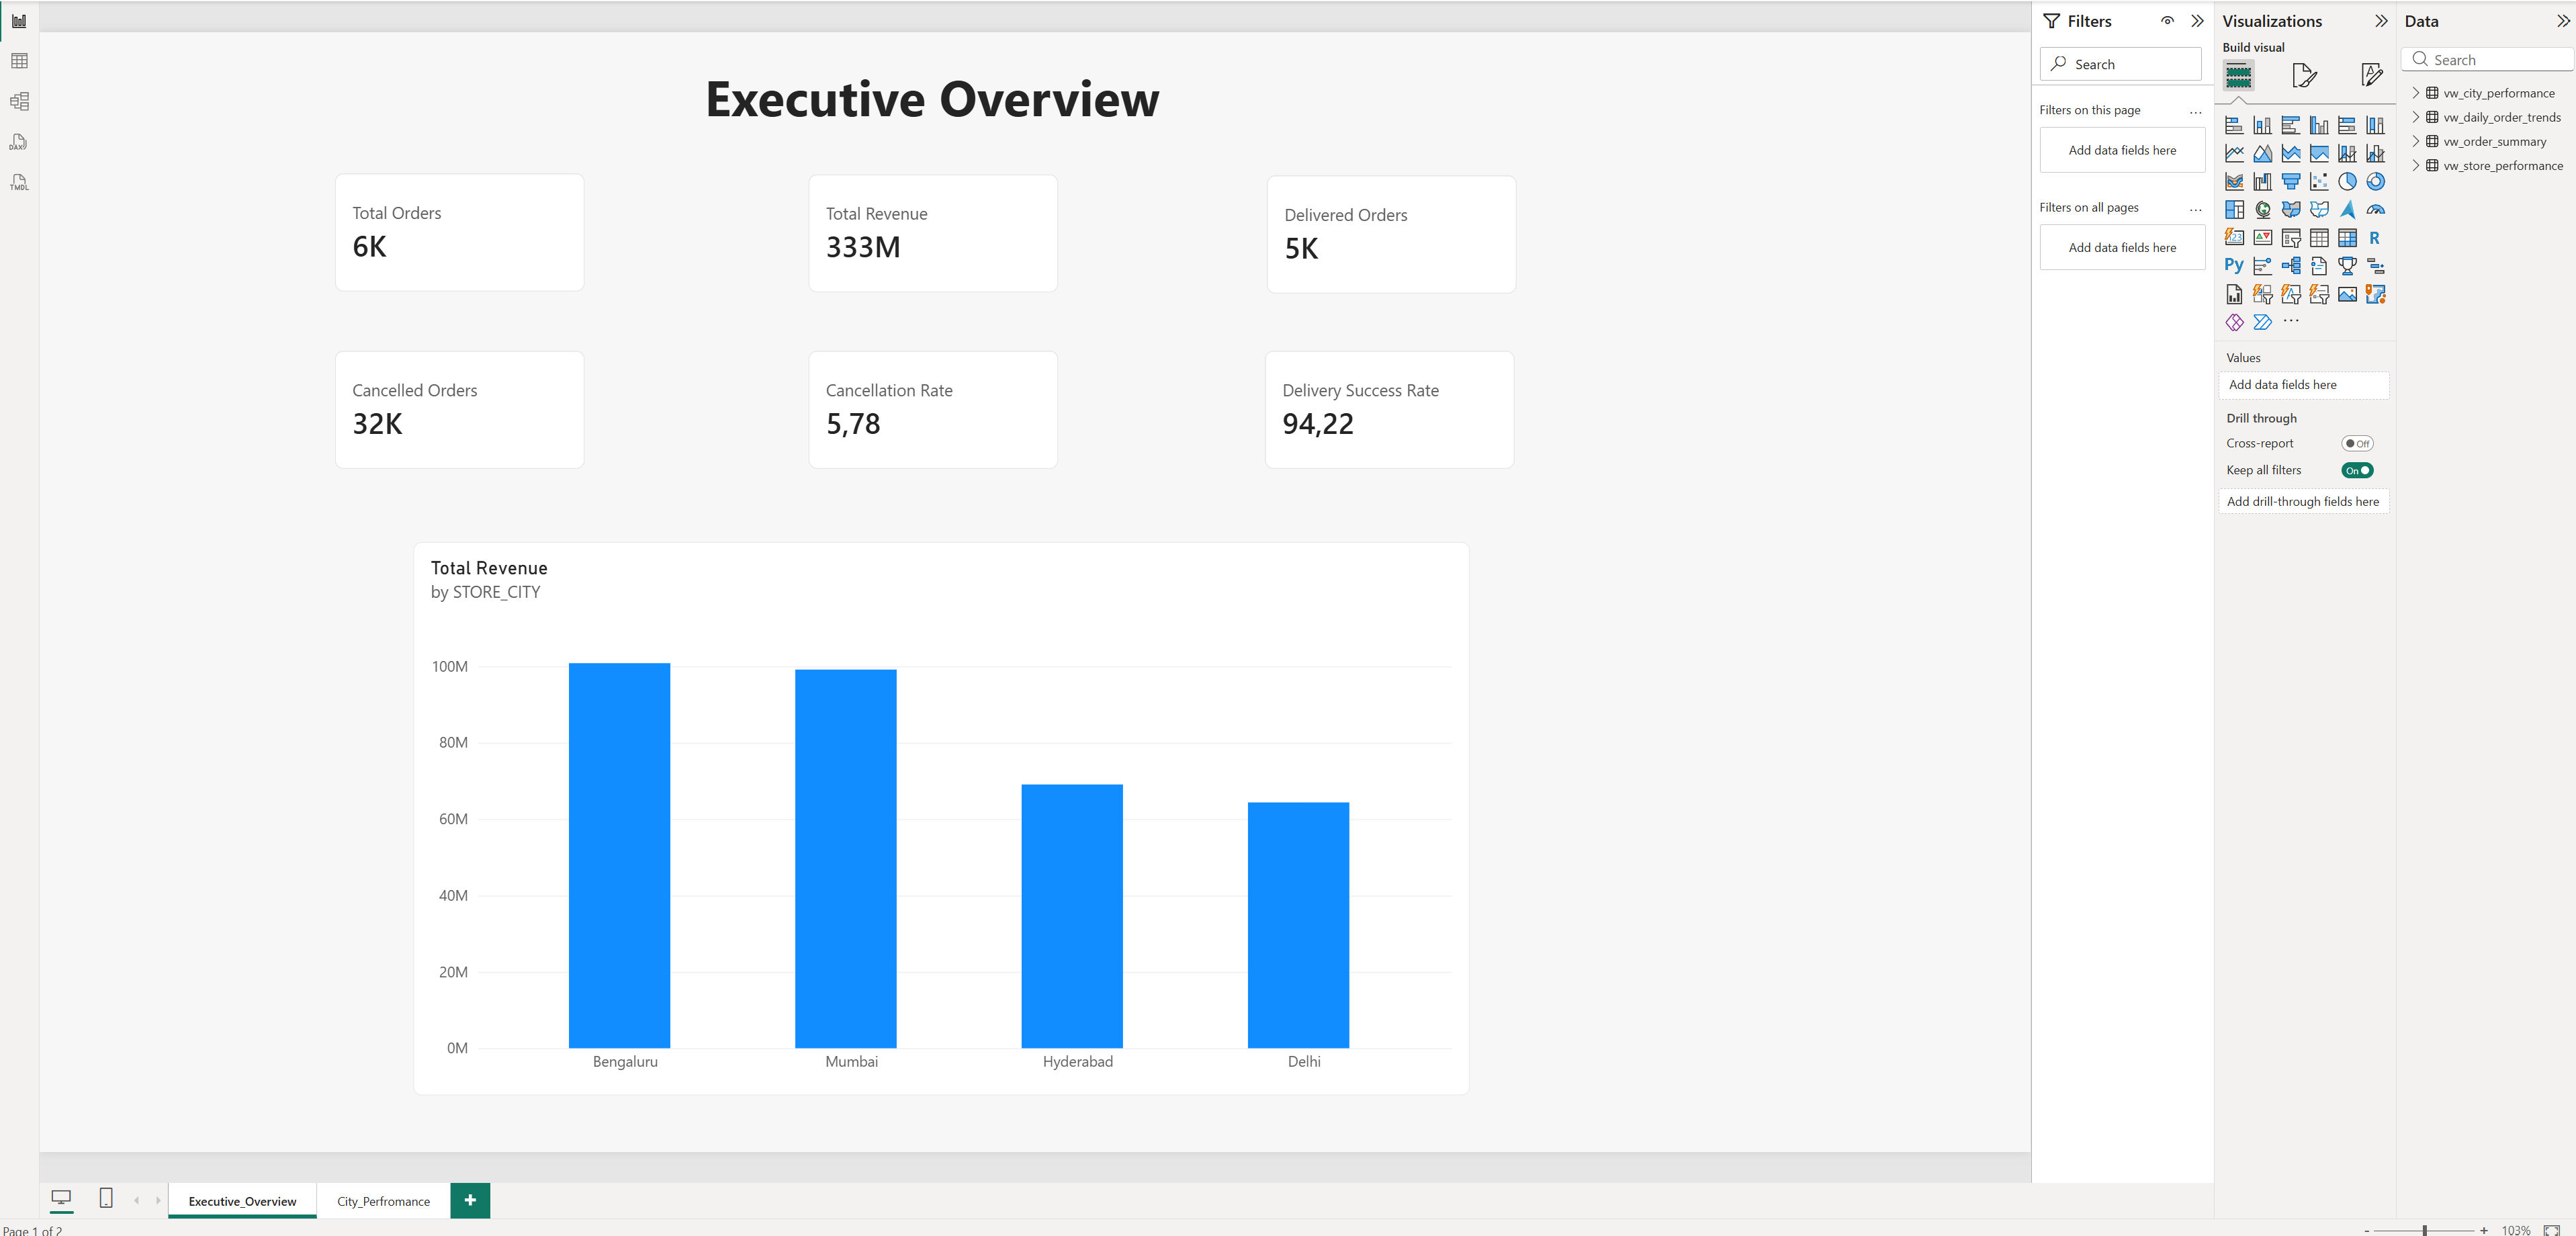 Executive Overview
Total Orders
6K
Total Revenue
333M
Delivered Orders
5K
Cancelled Orders
32K
Cancellation Rate
5,78
Delivery Success Rate
94,22
Total Revenue
by STORE_CITY
100M
80M
60M
40M
20M
0M
Bengaluru
Mumbai
Hyderabad
Delhi
DAX
TMDL
Filters
Search
Filters on this page
...
Add data fields here
Filters on all pages
...
Add data fields here
Visualizations
Build visual
123
R
Py
...
Values
Add data fields here
Drill through
Cross-report
Off
Keep all filters
On
Add drill-through fields here
Data
Search
vw_city_performance
vw_daily_order_trends
vw_order_summary
vw_store_performance
Executive_Overview
City_Perfromance
+
Page 1 of 2
- + 103%